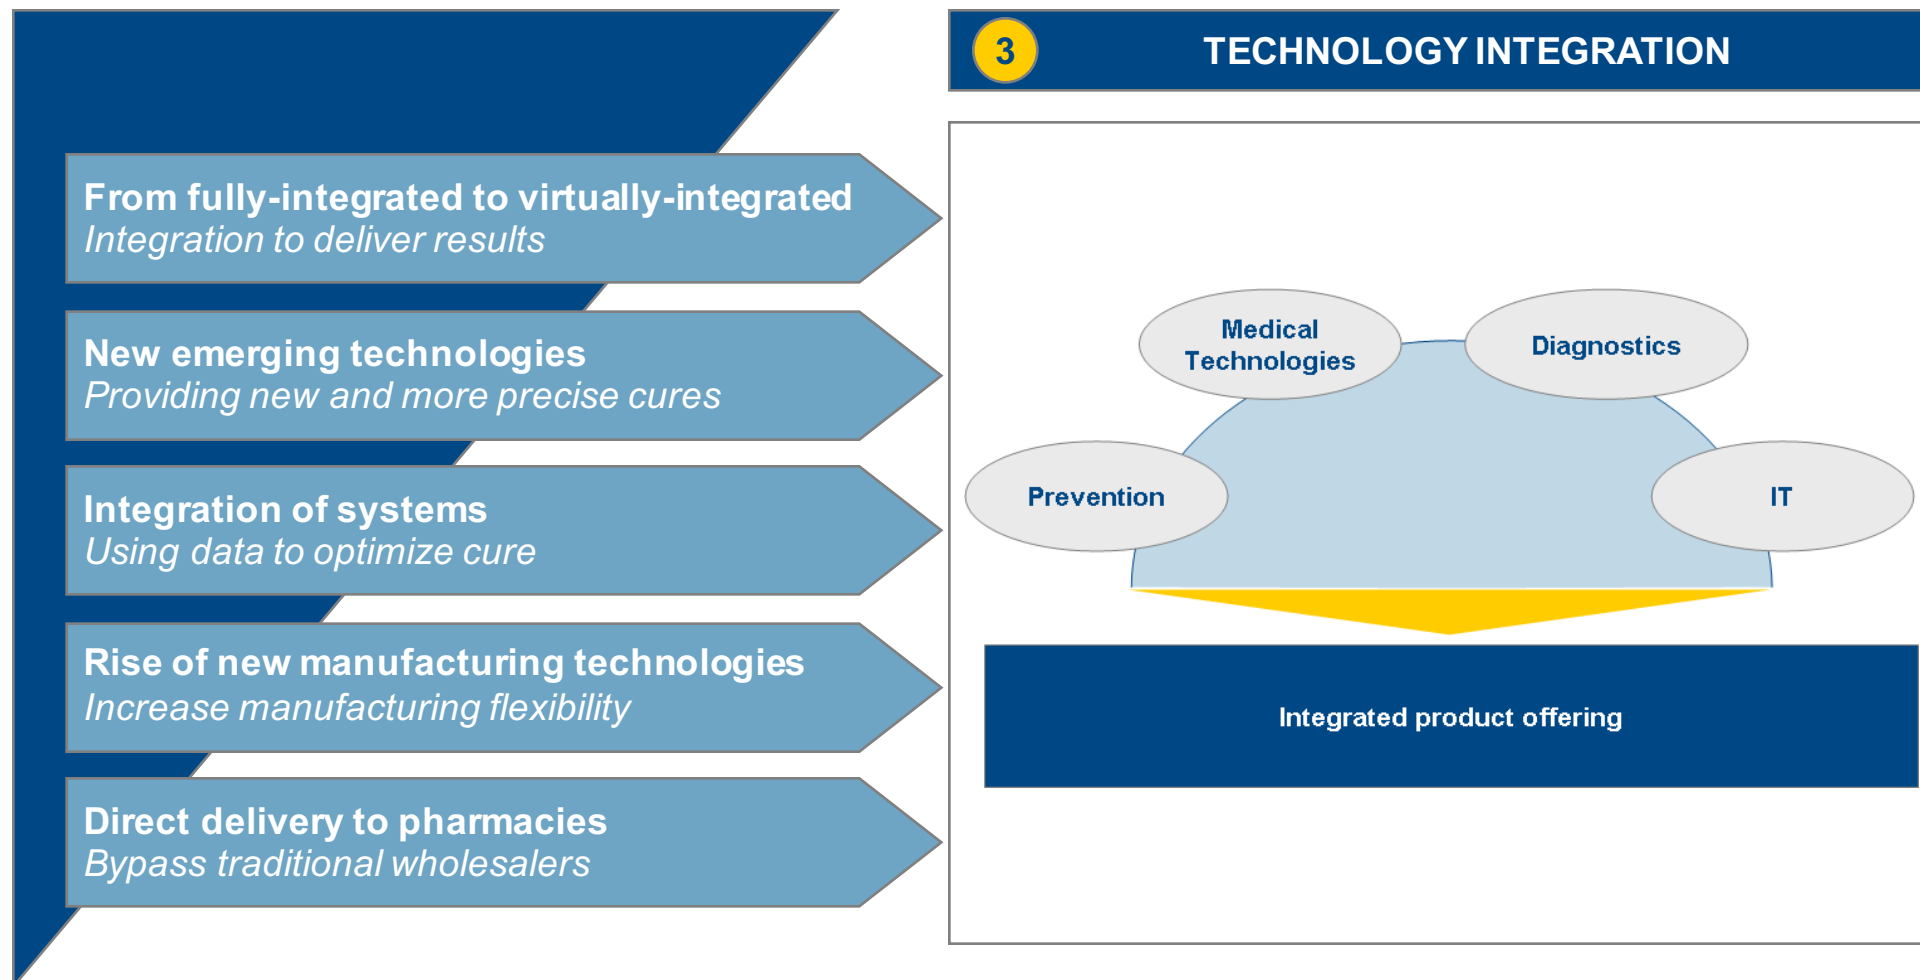 From fully-integrated to virtually-integrated
Integration to deliver results
New emerging technologies
Providing new and more precise cures
Integration of systems
Using data to optimize cure
Rise of new manufacturing technologies
Increase manufacturing flexibility
Direct delivery to pharmacies
Bypass traditional wholesalers
3 TECHNOLOGY INTEGRATION
Medical
Technologies
Diagnostics
Prevention
IT
Integrated product offering